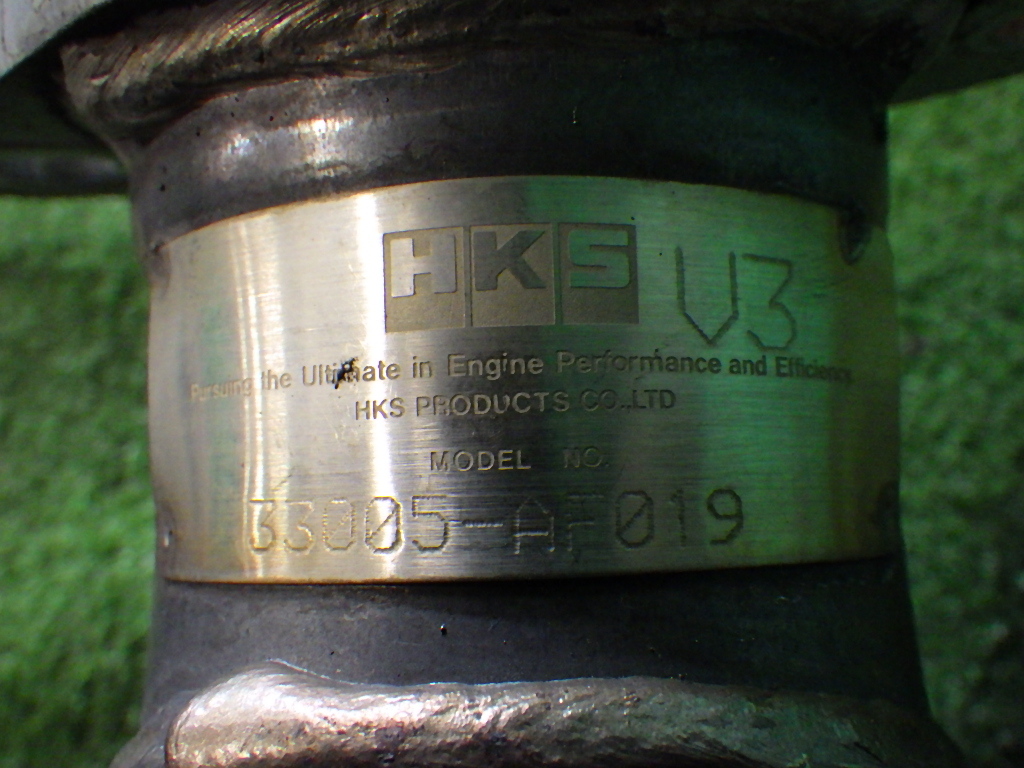 HKS V3
Pursuing the Ultimate in Engine Performance and Efficiency
HKS PRODUCTS CO.,LTD
MODEL NO.
33005-AF019